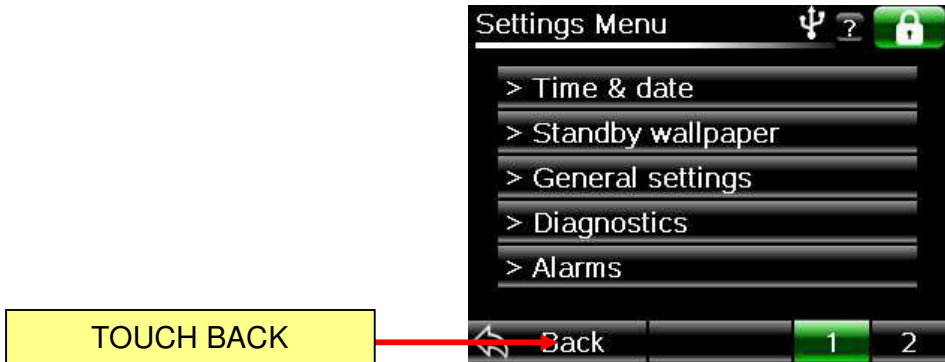 Settings Menu ?
> Time & date
> Standby wallpaper
> General settings
> Diagnostics
> Alarms
TOUCH BACK
Back 1 2